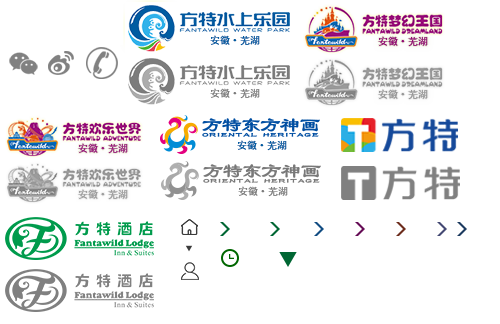 方特水上乐园
FANTAWILD WATER PARK
安徽·芜湖
方特梦幻王国
FANTAWILD DREAMLAND
Fantawild
安徽·芜湖
方特水上乐园
FANTAWILD WATER PARK
安徽·芜湖
方特梦幻王国
FANTAWILD DREAMLAND
Fantawild
安徽·芜湖
方特欢乐世界
FANTAWILD ADVENTURE
Fantawild
安徽·芜湖
方特东方神画
ORIENTAL HERITAGE
安徽·芜湖
方特
方特欢乐世界
FANTAWILD ADVENTURE
Fantawild
安徽·芜湖
方特东方神画
ORIENTAL HERITAGE
安徽·芜湖
方特
方特酒店
Fantawild Lodge
Inn & Suites
方特酒店
Fantawild Lodge
Inn & Suites